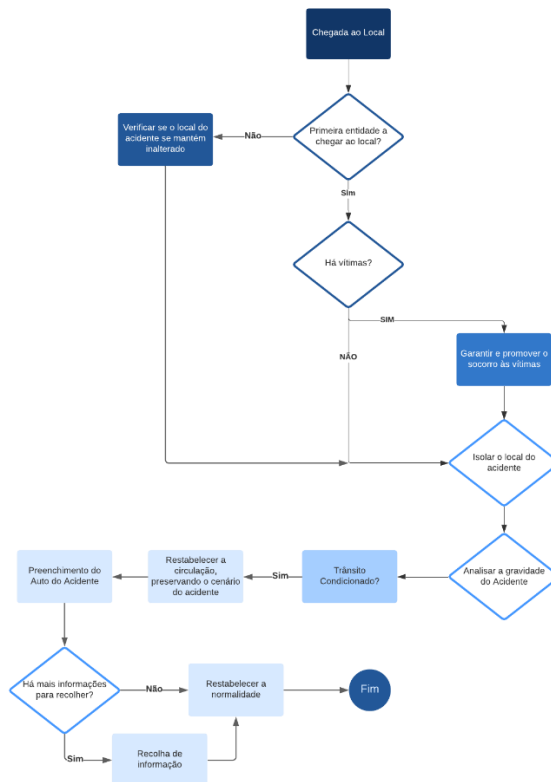 Chegada ao Local
Primeira entidade a
chegar ao local?
Não
Verificar se o local do
acidente se mantém
inalterado
Sim
Há vítimas?
SIM
NÃO
Garantir e promover o
socorro às vítimas
Isolar o local do
acidente
Analisar a gravidade
do Acidente
Trânsito
Condicionado?
Sim
Restabelecer a
circulação,
preservando o cenário
do acidente
Preenchimento do
Auto do Acidente
Há mais informações
para recolher?
Não
Restabelecer a
normalidade
Fim
Sim
Recolha de
informação